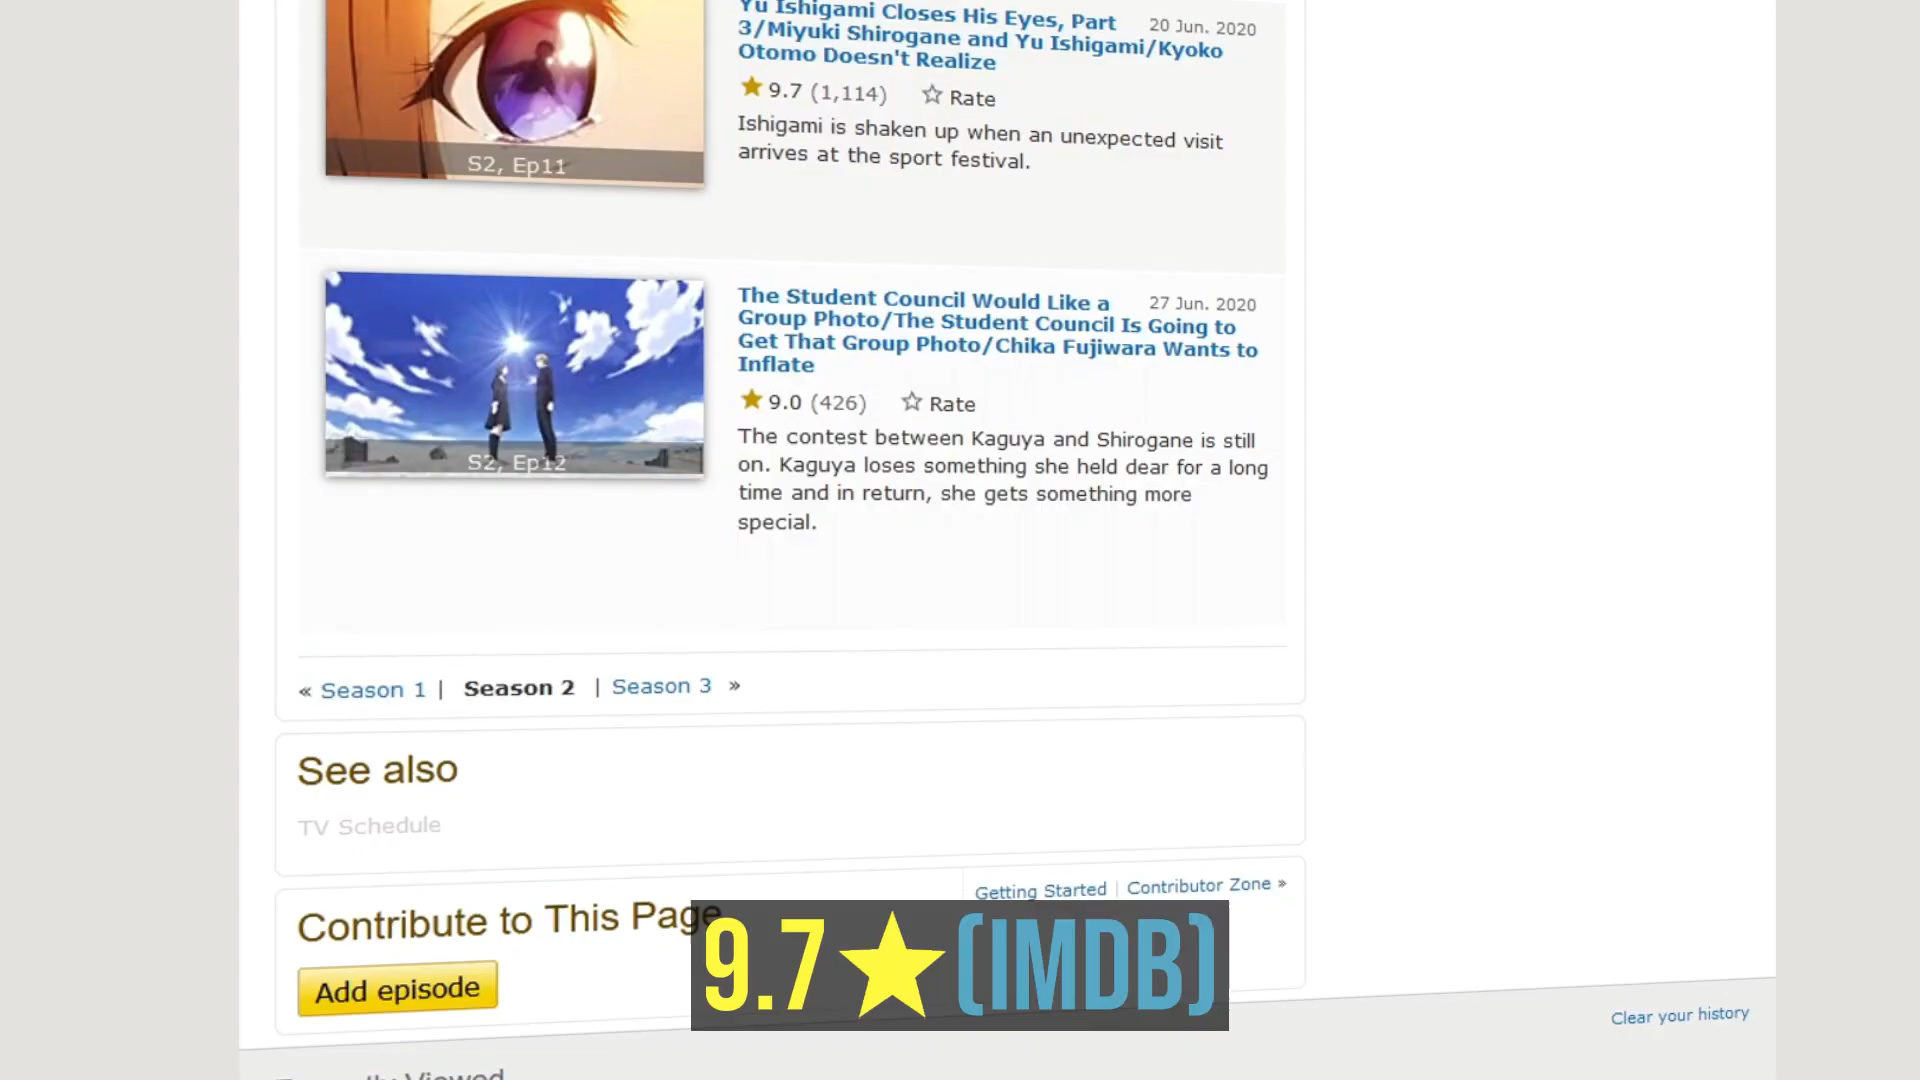 Yu Ishigami Closes His Eyes, Part
20 Jun. 2020
3/Miyuki Shirogane and Yu Ishigami/Kyoko
Otomo Doesn't Realize
9.7 (1,114) Rate
Ishigami is shaken up when an unexpected visit
arrives at the sport festival.
S2, Ep11
The Student Council Would Like a
27 Jun. 2020
Group Photo/The Student Council Is Going to
Get That Group Photo/Chika Fujiwara Wants to
Inflate
9.0 (426) Rate
The contest between Kaguya and Shirogane is still
on. Kaguya loses something she held dear for a long
time and in return, she gets something more
special.
S2, Ep12
« Season 1 | Season 2 | Season 3 »
See also
TV Schedule
Getting Started | Contributor Zone »
Contribute to This Page
Add episode
9.7★(IMDB)
Clear your history
Viewed